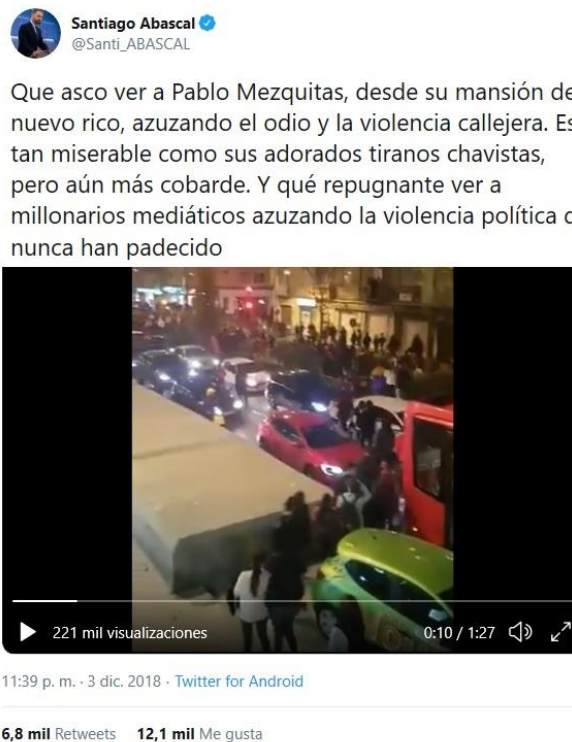 Santiago Abascal
@Santi_ABASCAL
Que asco ver a Pablo Mezquitas, desde su mansión de
nuevo rico, azuzando el odio y la violencia callejera. Es
tan miserable como sus adorados tiranos chavistas,
pero aún más cobarde. Y qué repugnante ver a
millonarios mediáticos azuzando la violencia política
nunca han padecido
221 mil visualizaciones
0:10 / 1:27
11:39 p. m. · 3 dic. 2018 · Twitter for Android
6,8 mil Retweets 12,1 mil Me gusta